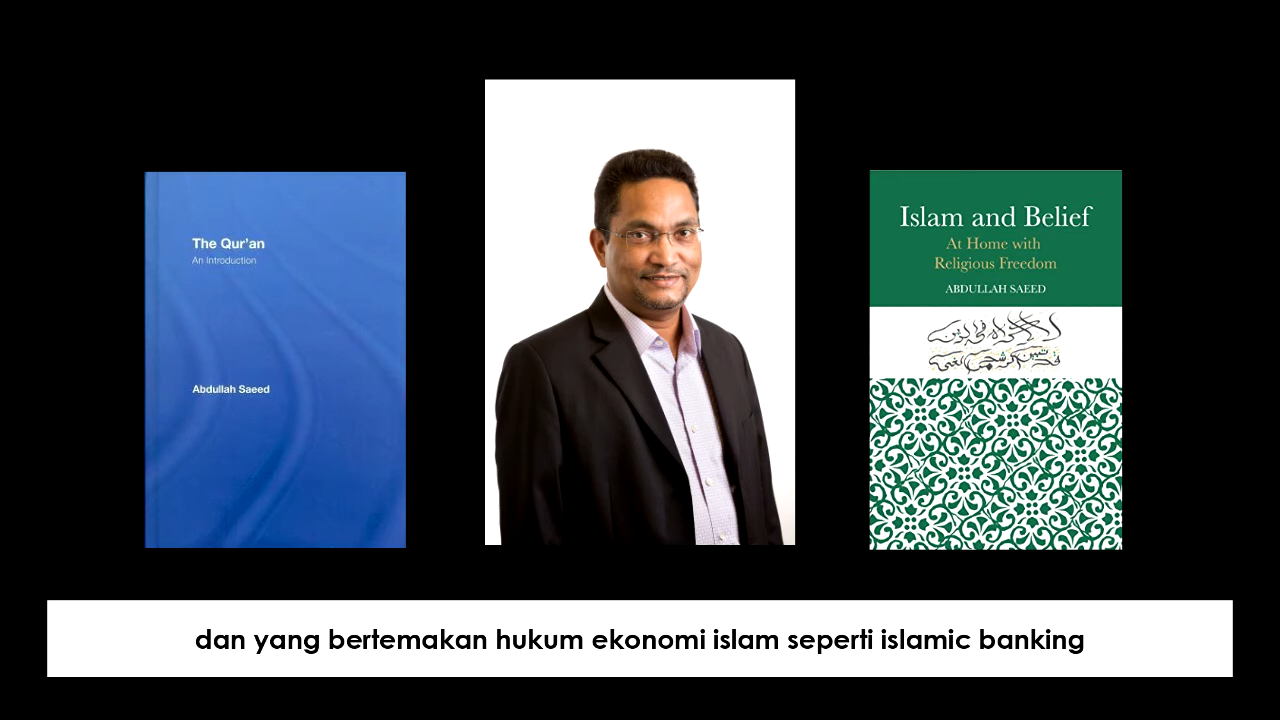 The Qur'an
An Introduction
Abdullah Saeed
Islam and Belief
At Home with
Religious Freedom
ABDULLAH SAEED
dan yang bertemakan hukum ekonomi islam seperti islamic banking